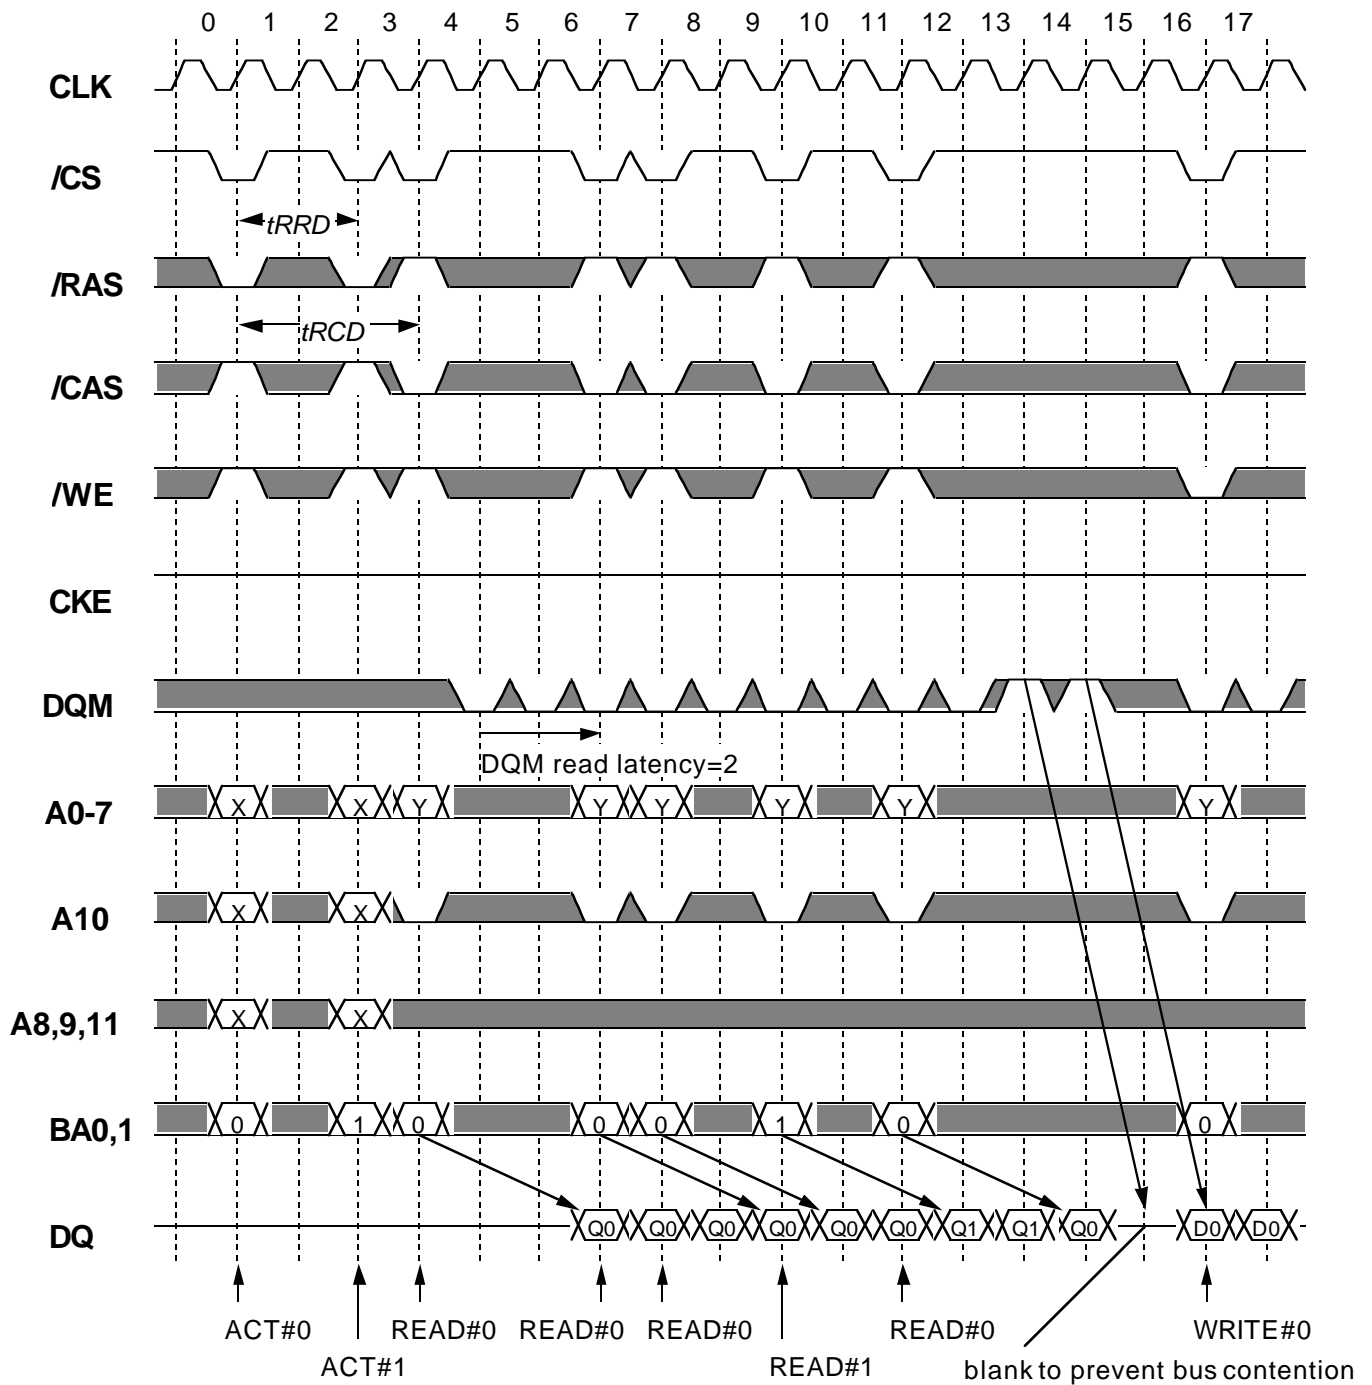 0 1 2 3 4 5 6 7 8 9 10 11 12 13 14 15 16 17
CLK
/CS
tRRD
/RAS
tRCD
/CAS
/WE
CKE
DQM
DQM read latency=2
A0-7 X X Y Y Y Y Y Y
A10 X X
A8,9,11 X X
BA0,1 0 1 0 0 0 1 0 0
DQ Q0 Q0 Q0 Q0 Q0 Q0 Q1 Q1 Q0 D0 D0
ACT#0 READ#0 READ#0 READ#0 READ#0 WRITE#0
ACT#1 READ#1 blank to prevent bus contention